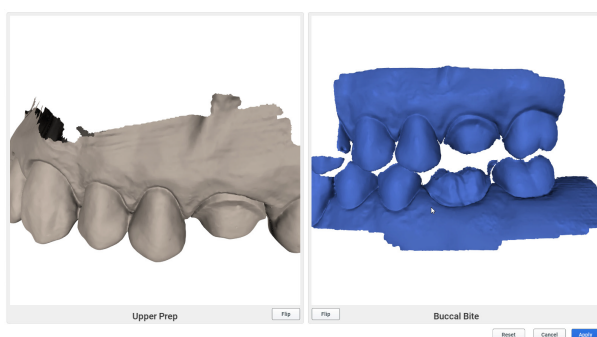 Upper Prep
Flip
Flip
Buccal Bite
Reset
Cancel
Apply